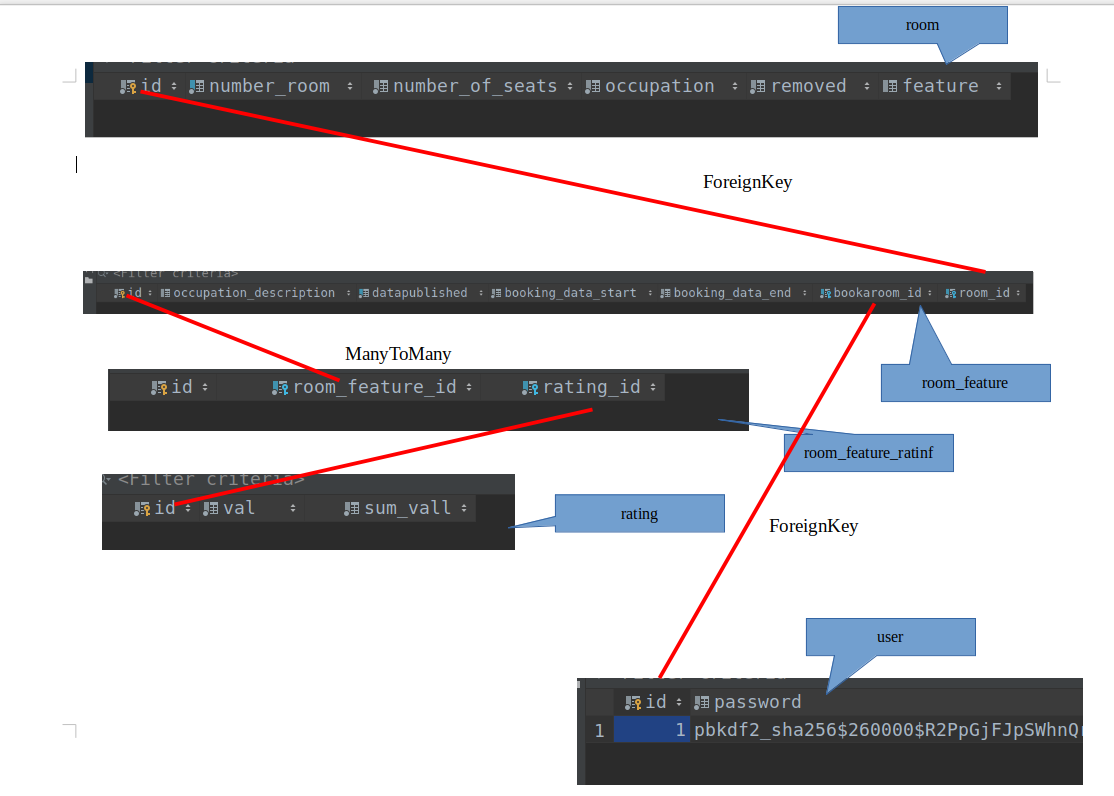 room
id number_room number_of_seats occupation removed feature
ForeignKey
<Filter criteria>
id occupation_description datapublished booking_data_start booking_data_end bookaroom_id room_id
ManyToMany
id room_feature_id rating_id
room_feature
room_feature_ratinf
<Filter criteria>
id val sum_vall
rating
ForeignKey
user
id password
1 1 pbkdf2_sha256$260000$R2PpGjFJpSWhnQ